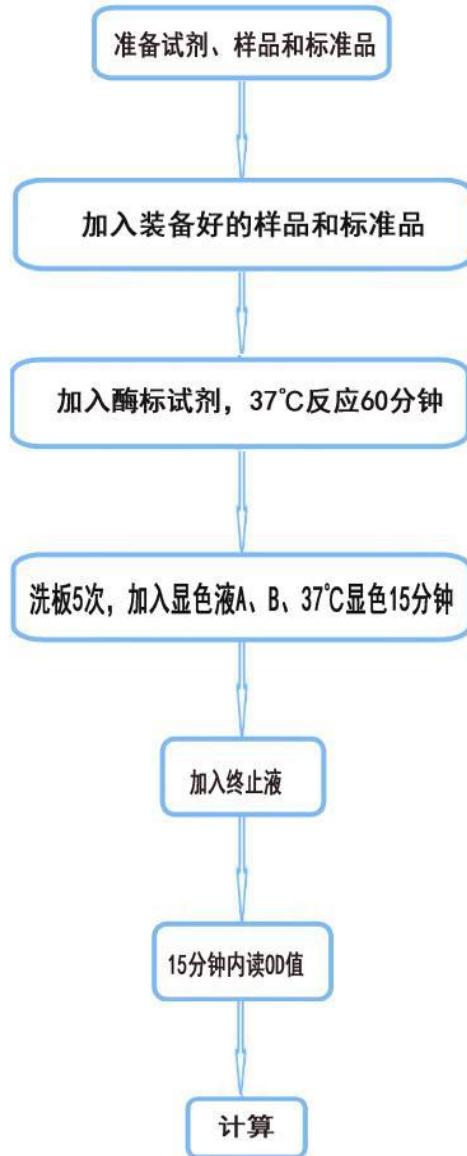 准备试剂、样品和标准品
加入装备好的样品和标准品
加入酶标试剂，37℃反应60分钟
洗板5次，加入显色液A、B、37℃显色15分钟
加入终止液
15分钟内读OD值
计算